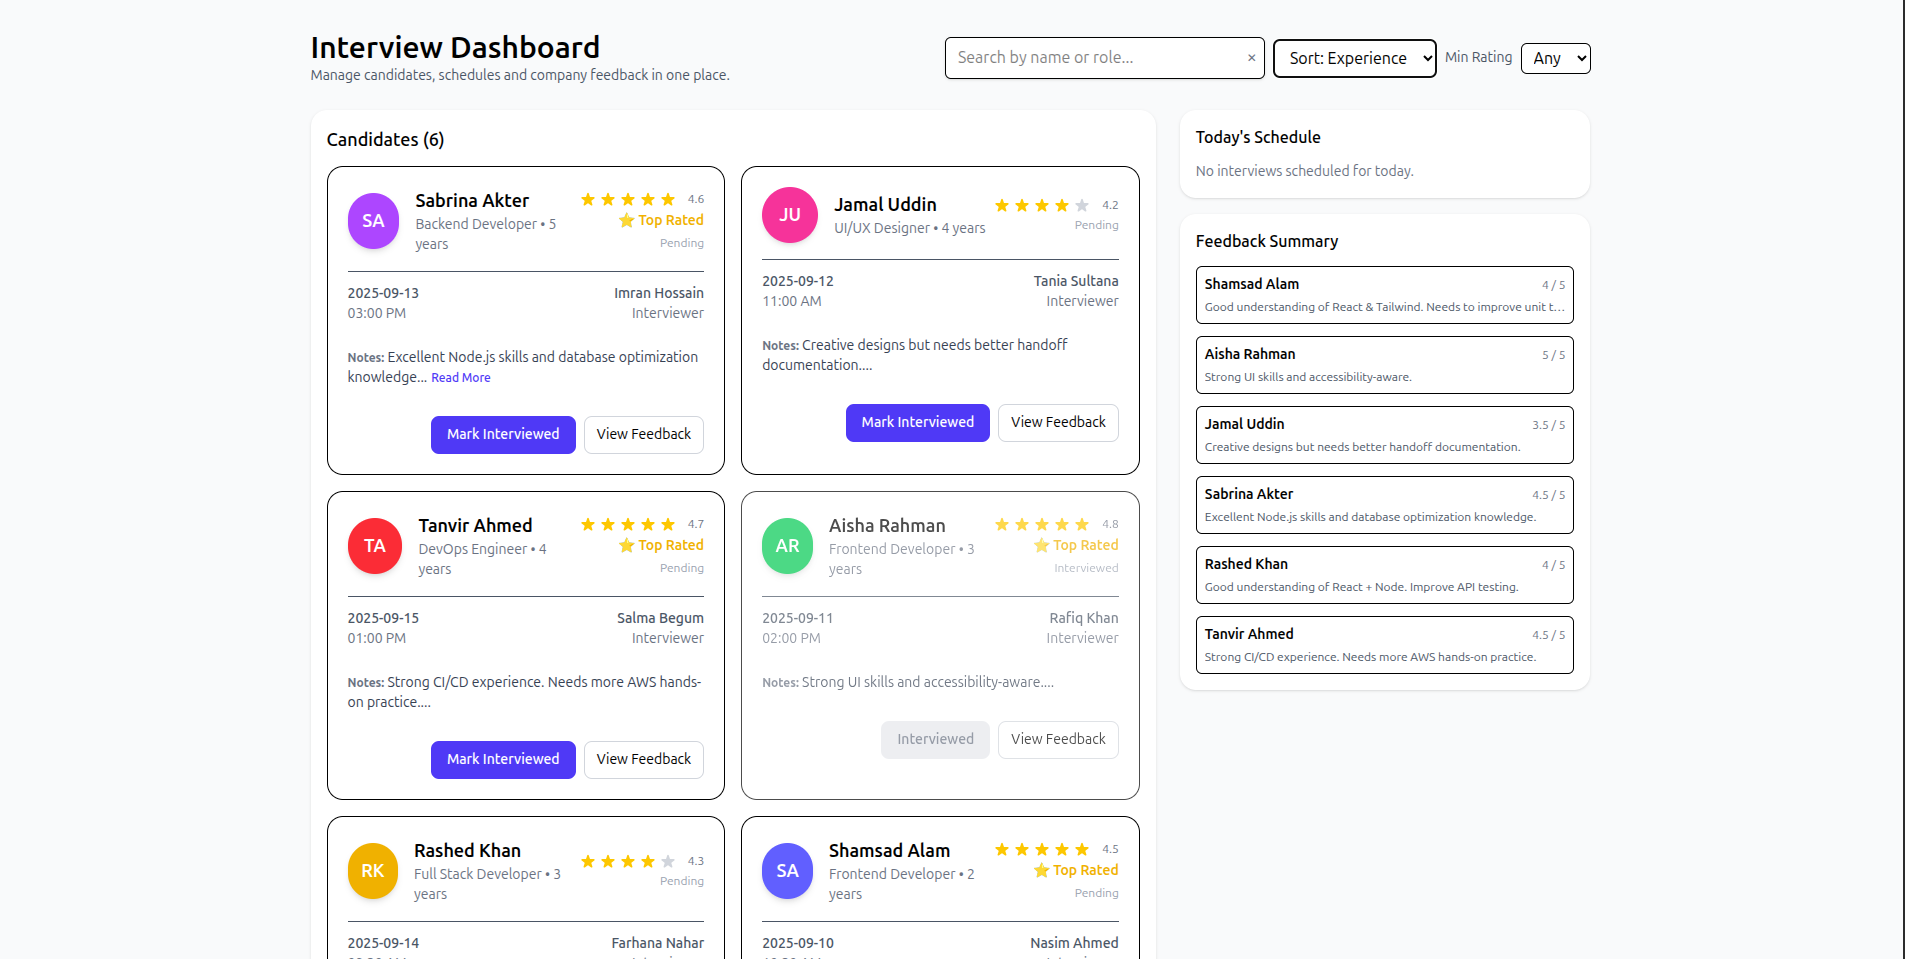 Interview Dashboard
Manage candidates, schedules and company feedback in one place.
Search by name or role... ×
Sort: Experience
Min Rating
Any
Candidates (6)
SA
Sabrina Akter
Backend Developer • 5
years
4.6
⭐ Top Rated
Pending
2025-09-13
03:00 PM
Imran Hossain
Interviewer
Notes: Excellent Node.js skills and database optimization
knowledge... Read More
Mark Interviewed
View Feedback
JU
Jamal Uddin
UI/UX Designer • 4 years
4.2
Pending
2025-09-12
11:00 AM
Tania Sultana
Interviewer
Notes: Creative designs but needs better handoff
documentation....
Mark Interviewed
View Feedback
TA
Tanvir Ahmed
DevOps Engineer • 4
years
4.7
⭐ Top Rated
Pending
2025-09-15
01:00 PM
Salma Begum
Interviewer
Notes: Strong CI/CD experience. Needs more AWS hands-
on practice....
Mark Interviewed
View Feedback
AR
Aisha Rahman
Frontend Developer • 3
years
4.8
⭐ Top Rated
Interviewed
2025-09-11
02:00 PM
Rafiq Khan
Interviewer
Notes: Strong UI skills and accessibility-aware....
Interviewed
View Feedback
RK
Rashed Khan
Full Stack Developer • 3
years
4.3
Pending
2025-09-14
Farhana Nahar
SA
Shamsad Alam
Frontend Developer • 2
years
4.5
⭐ Top Rated
Pending
2025-09-10
Nasim Ahmed
Today's Schedule
No interviews scheduled for today.
Feedback Summary
Shamsad Alam
4 / 5
Good understanding of React & Tailwind. Needs to improve unit t...
Aisha Rahman
5 / 5
Strong UI skills and accessibility-aware.
Jamal Uddin
3.5 / 5
Creative designs but needs better handoff documentation.
Sabrina Akter
4.5 / 5
Excellent Node.js skills and database optimization knowledge.
Rashed Khan
4 / 5
Good understanding of React + Node. Improve API testing.
Tanvir Ahmed
4.5 / 5
Strong CI/CD experience. Needs more AWS hands-on practice.